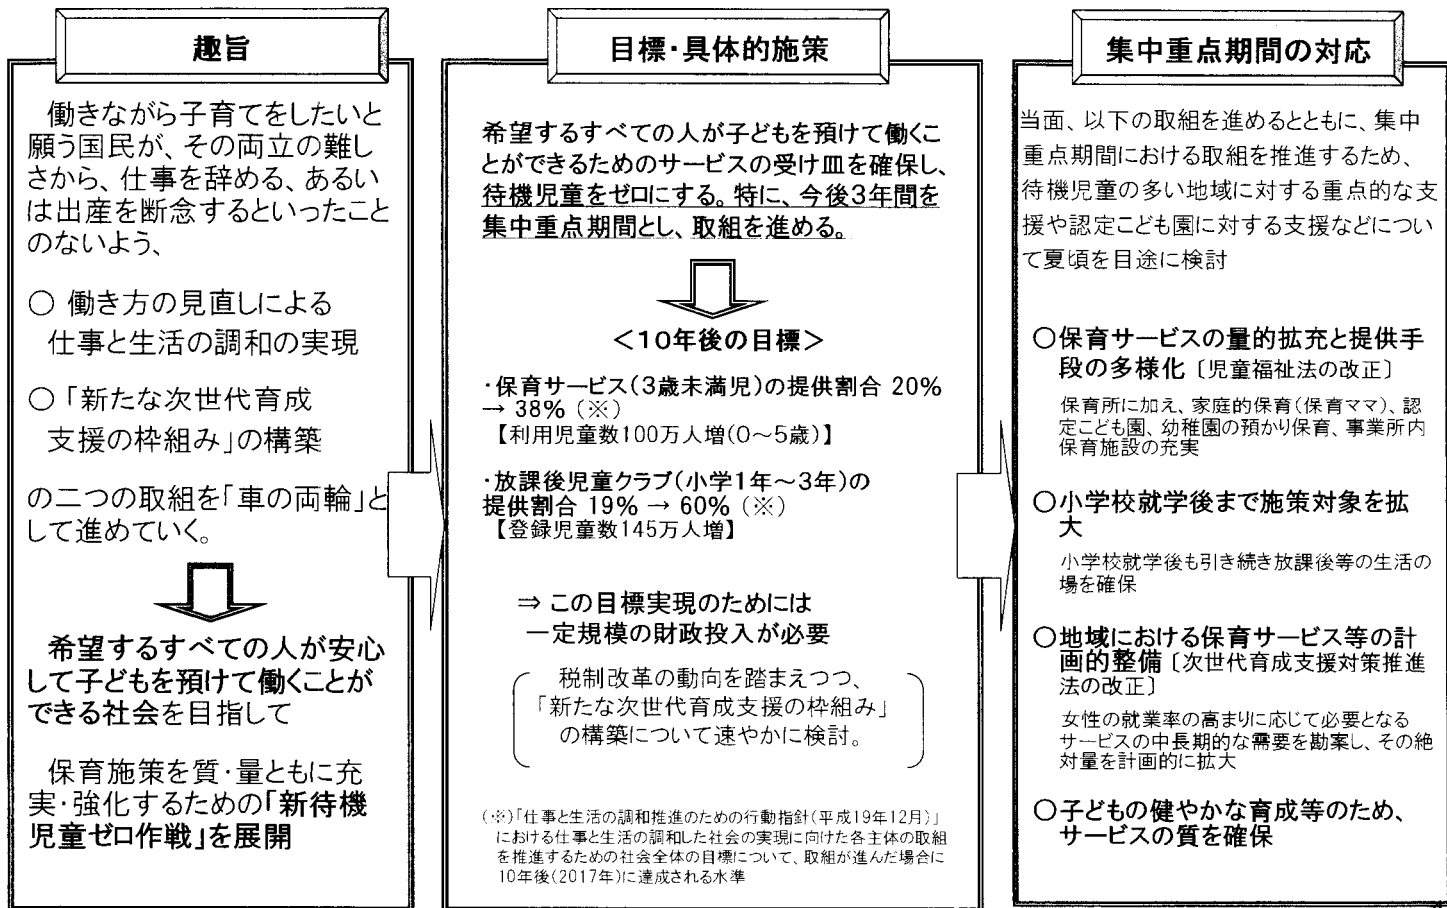 趣旨
働きながら子育てをしたいと
願う国民が、その両立の難し
さから、仕事を辞める、あるい
は出産を断念するといったこと
のないよう、
○ 働き方の見直しによる
仕事と生活の調和の実現
○ 「新たな次世代育成
支援の枠組み」の構築
の二つの取組を「車の両輪」と
して進めていく。
希望するすべての人が安心
して子どもを預けて働くことが
できる社会を目指して
保育施策を質・量ともに充
実・強化するための「新待機
児童ゼロ作戦」を展開
目標・具体的施策
希望するすべての人が子どもを預けて働くこ
とができるためのサービスの受け皿を確保し、
待機児童をゼロにする。特に、今後3年間を
集中重点期間とし、取組を進める。
<10年後の目標>
・保育サービス(3歳未満児)の提供割合 20%
→ 38% (※)
【利用児童数100万人増(0～5歳)】
・放課後児童クラブ(小学1年～3年)の
提供割合 19% → 60% (※)
【登録児童数145万人増】
⇒ この目標実現のためには
一定規模の財政投入が必要
税制改革の動向を踏まえつつ、
「新たな次世代育成支援の枠組み」
の構築について速やかに検討。
(※)「仕事と生活の調和推進のための行動指針(平成19年12月)」
における仕事と生活の調和した社会の実現に向けた各主体の取組
を推進するための社会全体の目標について、取組が進んだ場合に
10年後(2017年)に達成される水準
集中重点期間の対応
当面、以下の取組を進めるとともに、集中
重点期間における取組を推進するため、
待機児童の多い地域に対する重点的な支
援や認定こども園に対する支援などについ
て夏頃を目途に検討
○保育サービスの量的拡充と提供手
段の多様化〔児童福祉法の改正〕
保育所に加え、家庭的保育(保育ママ)、認
定こども園、幼稚園の預かり保育、事業所内
保育施設の充実
○小学校就学後まで施策対象を拡
大
小学校就学後も引き続き放課後等の生活の
場を確保
○地域における保育サービス等の計
画的整備〔次世代育成支援対策推進
法の改正〕
女性の就業率の高まりに応じて必要となる
サービスの中長期的な需要を勘案し、その絶
対量を計画的に拡大
○子どもの健やかな育成等のため、
サービスの質を確保